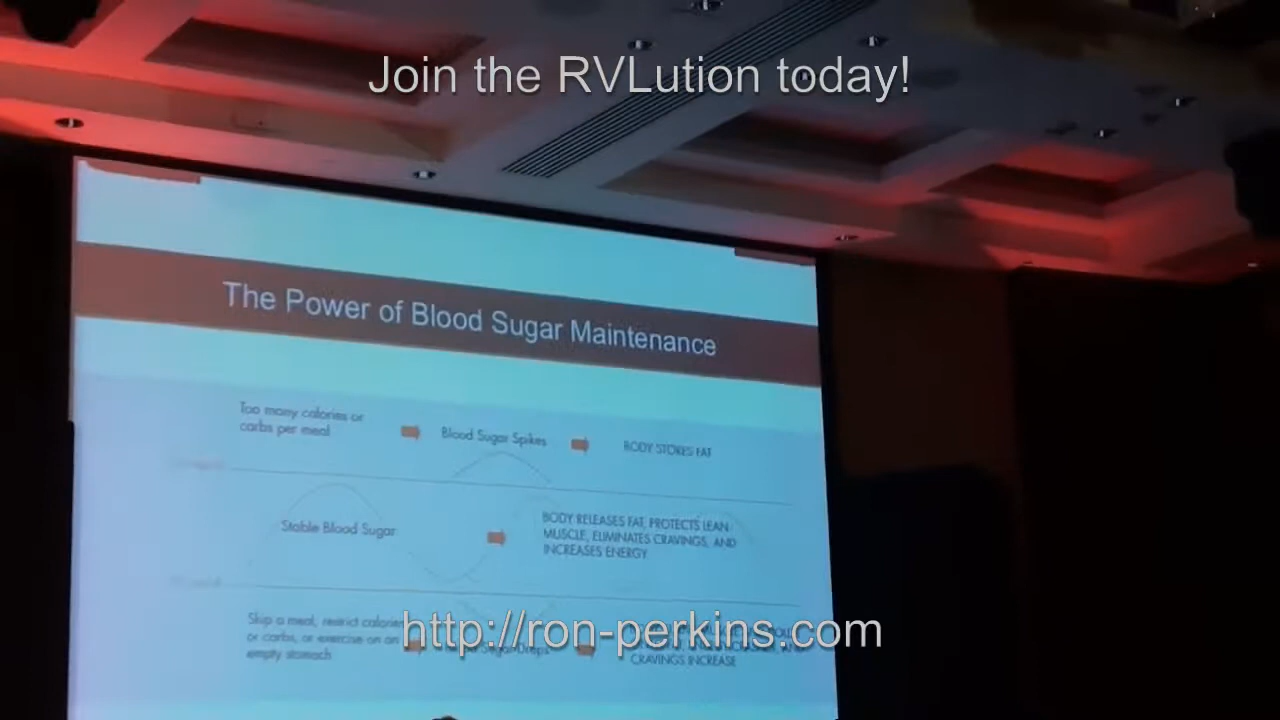 Join the RVLution today!
The Power of Blood Sugar Maintenance
Too many calories or
carbs per meal
Blood Sugar Spikes
BODY STORES FAT
Stable Blood Sugar
BODY RELEASES FAT, PROTECTS LEAN
MUSCLE, ELIMINATES CRAVINGS, AND
INCREASES ENERGY
Skip a meal, restrict calories
or carbs, or exercise on an
empty stomach
http://ron-perkins.com
CRAVINGS INCREASE